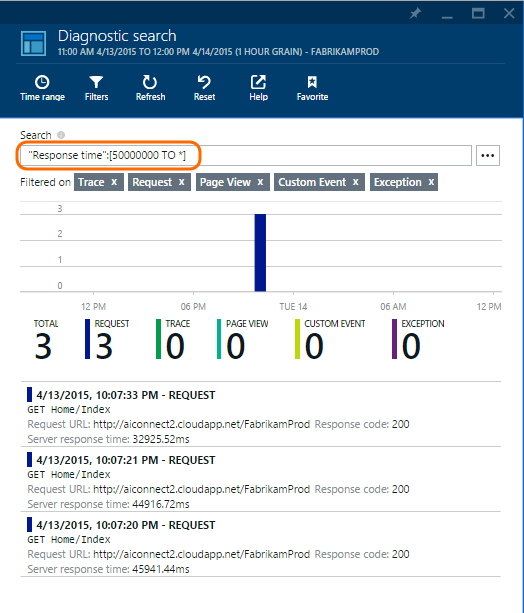 Diagnostic search
11:00 AM 4/13/2015 TO 12:00 PM 4/14/2015 (1 HOUR GRAIN) - FABRIKAMPROD
Time range Filters Refresh Reset Help Favorite
Search
"Response time":[50000000 TO *]
Filtered on Trace x Request x Page View x Custom Event x Exception x
3
2
1
0
12 PM 06 PM TUE 14 06 AM 12 PM
TOTAL REQUEST TRACE PAGE VIEW CUSTOM EVENT EXCEPTION
3 3 0 0 0 0
4/13/2015, 10:07:33 PM - REQUEST
GET Home/Index
Request URL: http://aiconnect2.cloudapp.net/FabrikamProd Response code: 200
Server response time: 32925.52ms
4/13/2015, 10:07:21 PM - REQUEST
GET Home/Index
Request URL: http://aiconnect2.cloudapp.net/FabrikamProd Response code: 200
Server response time: 44916.72ms
4/13/2015, 10:07:20 PM - REQUEST
GET Home/Index
Request URL: http://aiconnect2.cloudapp.net/FabrikamProd Response code: 200
Server response time: 45941.44ms